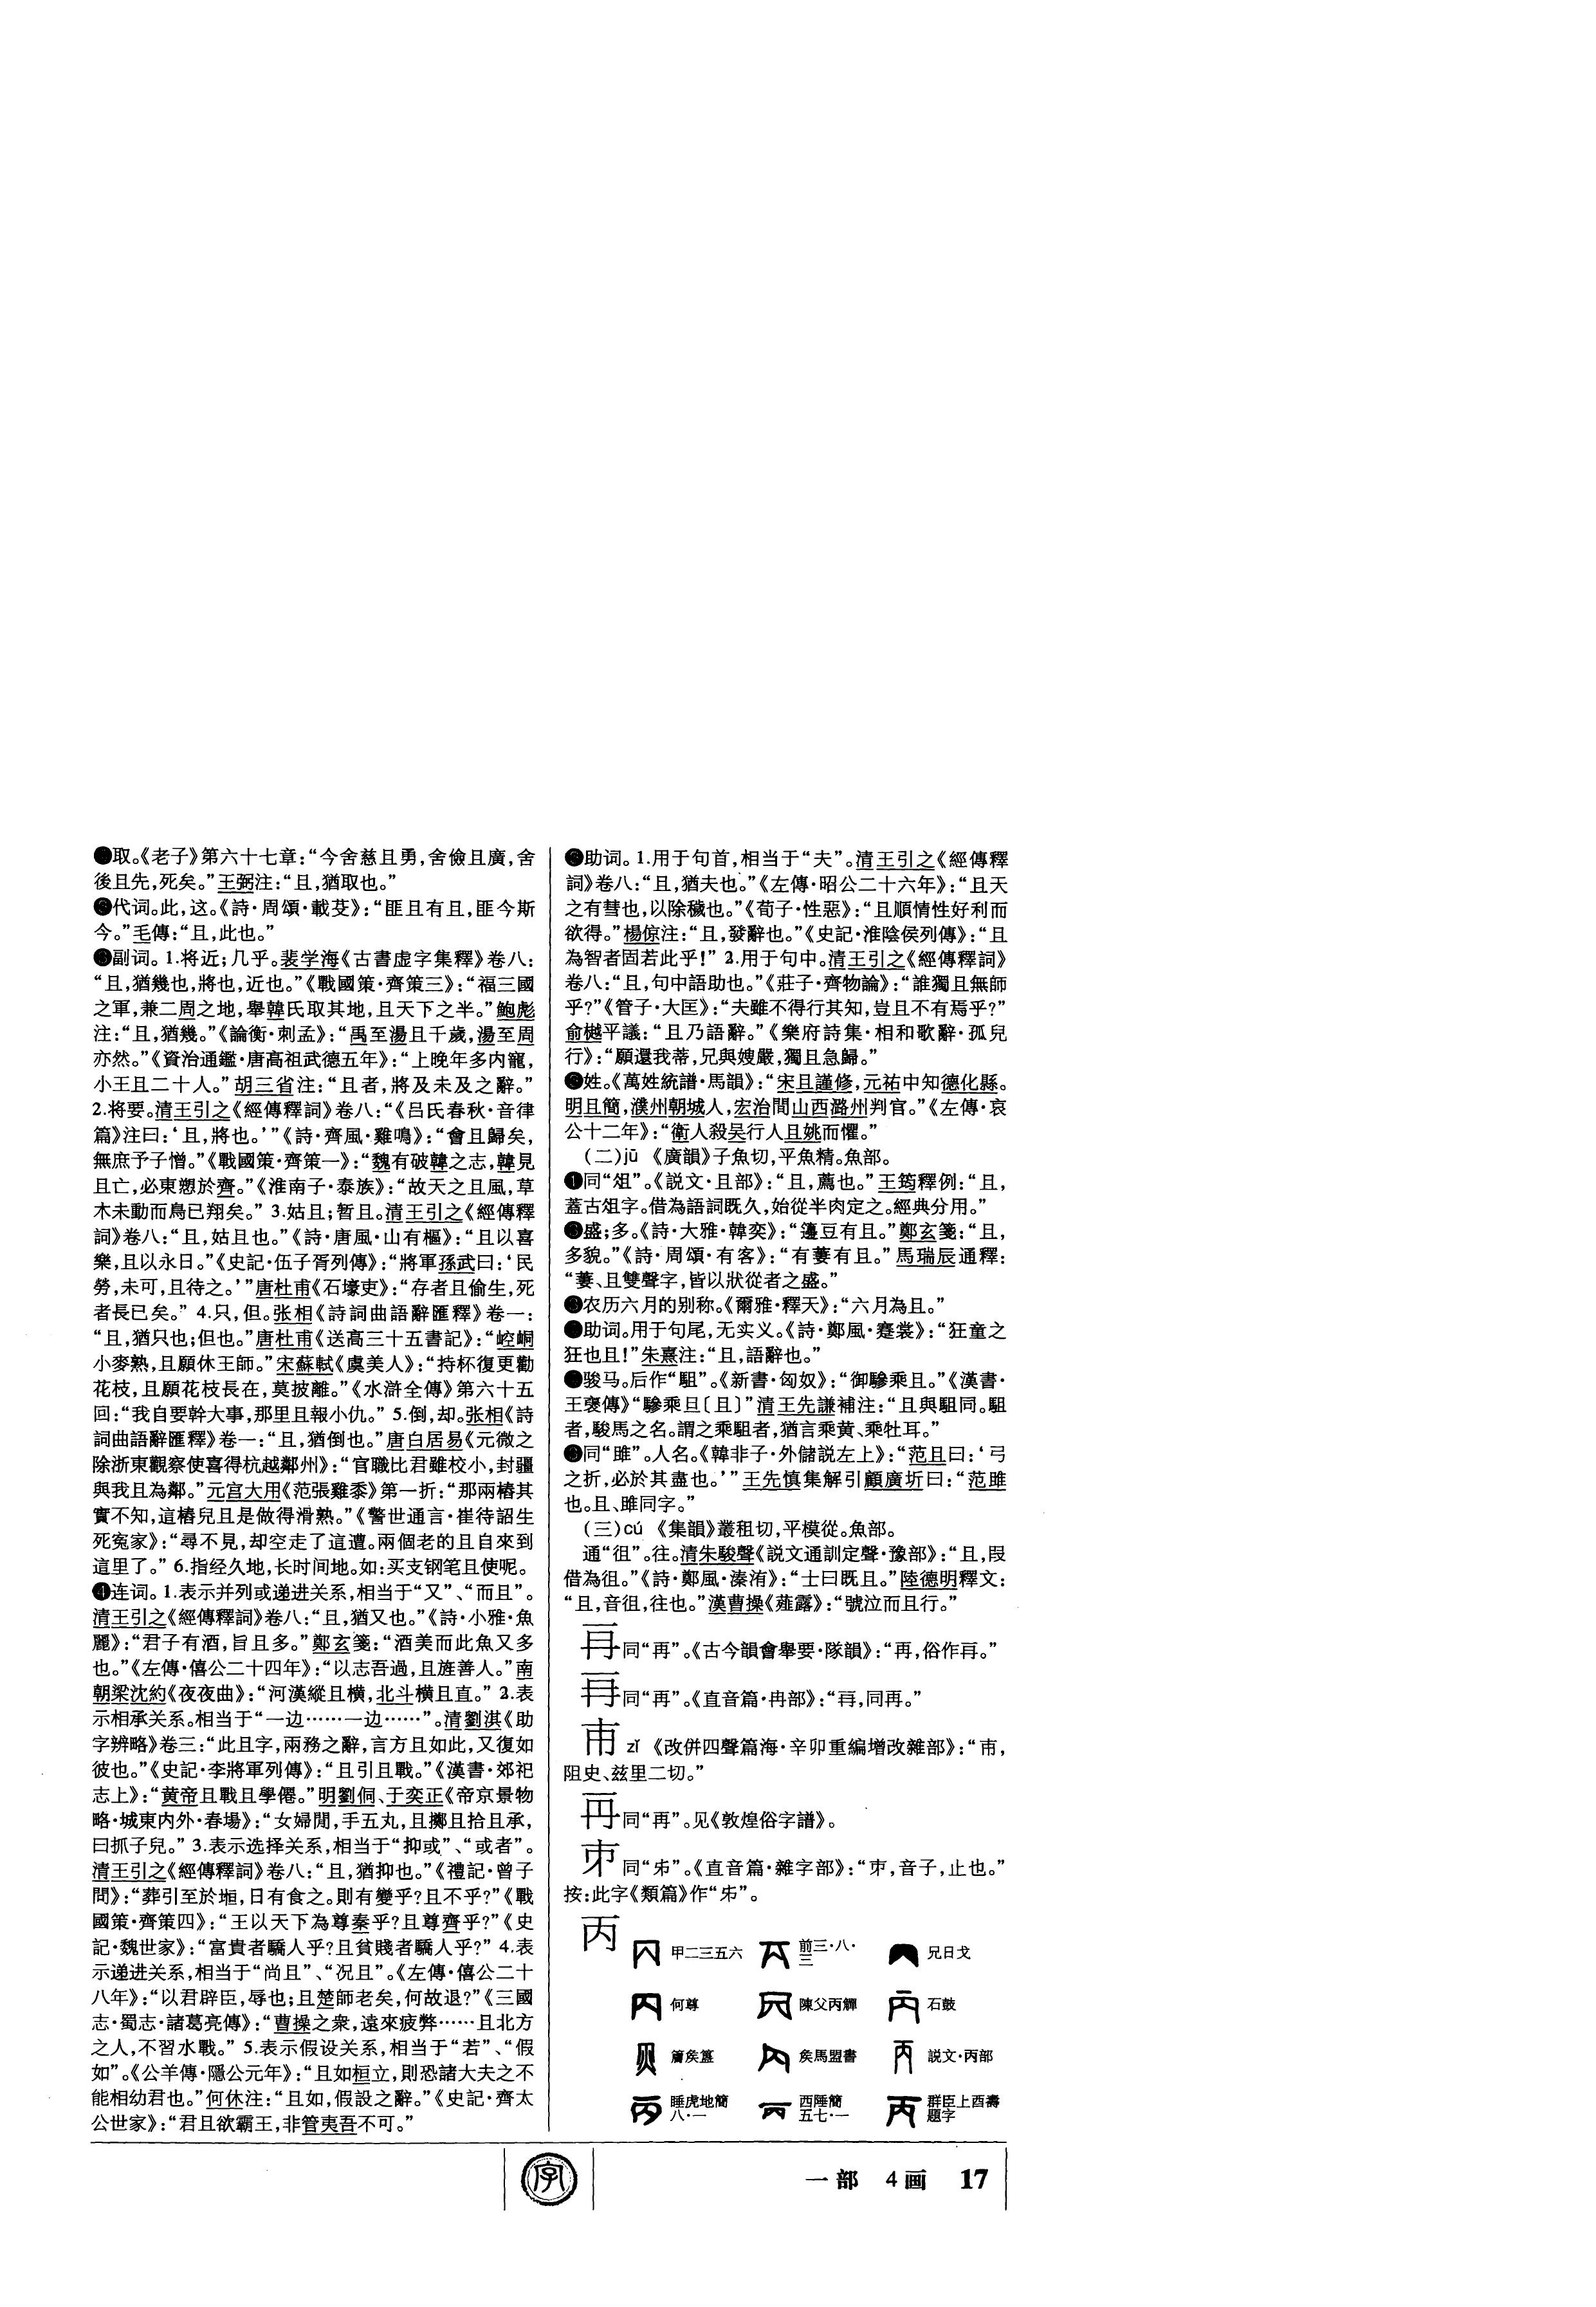 取。《老子》第六十七章：“今舍慈且勇，舍儉且廣，舍
後且先，死矣。”王弼注：“且，猶取也。”
代词。此，这。《詩·周頌·載芟》：“匪且有且，匪今斯
今。”毛傳：“且，此也。”
副词。1.将近；几乎。裴学海《古書虛字集釋》卷八：
“且，猶幾也，將也，近也。”《戰國策·齊策三》：“福三國
之軍，兼二周之地，舉韓氏取其地，且天下之半。”鮑彪
注：“且，猶幾。”《論衡·刺孟》：“禹至湯且千歲，湯至周
亦然。”《資治通鑑·唐高祖武德五年》：“上晚年多内寵，
小王且二十人。”胡三省注：“且者，將及未及之辭。”
2.将要。清王引之《經傳釋詞》卷八：“《吕氏春秋·音律
篇》注曰：‘且，將也。’”《詩·齊風·雞鳴》：“會且歸矣，
無庶予子憎。”《戰國策·齊策一》：“魏有破韓之志，韓見
且亡，必東愬於齊。”《淮南子·泰族》：“故天之且風，草
木未動而鳥已翔矣。” 3.姑且；暂且。清王引之《經傳釋
詞》卷八：“且，姑且也。”《詩·唐風·山有樞》：“且以喜
樂，且以永日。”《史記·伍子胥列傳》：“將軍孫武曰：‘民
勞，未可，且待之。’”唐杜甫《石壕吏》：“存者且偷生，死
者長已矣。” 4.只，但。张相《詩詞曲語辭匯釋》卷一：
“且，猶只也；但也。”唐杜甫《送高三十五書記》：“崆峒
小麥熟，且願休王師。”宋蘇軾《虞美人》：“持杯復更勸
花枝，且願花枝長在，莫披離。”《水滸全傳》第六十五
回：“我自要幹大事，那里且報小仇。” 5.倒，却。张相《詩
詞曲語辭匯釋》卷一：“且，猶倒也。”唐白居易《元微之
除浙東觀察使喜得杭越鄰州》：“官職比君雖校小，封疆
與我且為鄰。”元宫大用《范張雞黍》第一折：“那兩樁其
實不知，這樁兒且是做得滑熟。”《警世通言·崔待詔生
死冤家》：“尋不見，却空走了這遭。兩個老的且自來到
這里了。” 6.指经久地，长时间地。如：买支钢笔且使呢。
❹连词。1.表示并列或递进关系，相当于“又”、“而且”。
清王引之《經傳釋詞》卷八：“且，猶又也。”《詩·小雅·魚
麗》：“君子有酒，旨且多。”鄭玄箋：“酒美而此魚又多
也。”《左傳·僖公二十四年》：“以志吾過，且旌善人。”南
朝梁沈約《夜夜曲》：“河漢縱且横，北斗横且直。” 2.表
示相承关系。相当于“一边……一边……”。清劉淇《助
字辨略》卷三：“此且字，兩務之辭，言方且如此，又復如
彼也。”《史記·李將軍列傳》：“且引且戰。”《漢書·郊祀
志上》：“黄帝且戰且學僊。”明劉侗、于奕正《帝京景物
略·城東内外·春場》：“女婦閒，手五丸，且擲且拾且承，
曰抓子兒。” 3.表示选择关系，相当于“抑或”、“或者”。
清王引之《經傳釋詞》卷八：“且，猶抑也。”《禮記·曾子
問》：“葬引至於堩，日有食之。則有變乎？且不乎？”《戰
國策·齊策四》：“王以天下為尊秦乎？且尊齊乎？”《史
記·魏世家》：“富貴者驕人乎？且貧賤者驕人乎？” 4.表
示递进关系，相当于“尚且”、“况且”。《左傳·僖公二十
八年》：“以君辟臣，辱也；且楚師老矣，何故退？”《三國
志·蜀志·諸葛亮傳》：“曹操之衆，遠來疲弊……且北方
之人，不習水戰。” 5.表示假设关系，相当于“若”、“假
如”。《公羊傳·隱公元年》：“且如桓立，則恐諸大夫之不
能相幼君也。”何休注：“且如，假設之辭。”《史記·齊太
公世家》：“君且欲霸王，非管夷吾不可。”
助词。1.用于句首，相当于“夫”。清王引之《經傳釋
詞》卷八：“且，猶夫也。”《左傳·昭公二十六年》：“且天
之有彗也，以除穢也。”《荀子·性惡》：“且順情性好利而
欲得。”楊倞注：“且，發辭也。”《史記·淮陰侯列傳》：“且
為智者固若此乎！” 2.用于句中。清王引之《經傳釋詞》
卷八：“且，句中語助也。”《莊子·齊物論》：“誰獨且無師
乎？”《管子·大匡》：“夫雖不得行其知，豈且不有焉乎？”
俞樾平議：“且乃語辭。”《樂府詩集·相和歌辭·孤兒
行》：“願還我蒂，兄與嫂嚴，獨且急歸。”
姓。《萬姓統譜·馬韻》：“宋且謹修，元祐中知德化縣。
明且簡，濮州朝城人，宏治間山西潞州判官。”《左傳·哀
公十二年》：“衛人殺吴行人且姚而懼。”
（二）jū 《廣韻》子魚切，平魚精。魚部。
❶同“俎”。《説文·且部》：“且，薦也。”王筠釋例：“且，
蓋古俎字。借為語詞既久，始從半肉定之。經典分用。”
盛；多。《詩·大雅·韓奕》：“籩豆有且。”鄭玄箋：“且，
多貌。”《詩·周頌·有客》：“有萋有且。”馬瑞辰通釋：
“萋、且雙聲字，皆以狀從者之盛。”
农历六月的别称。《爾雅·釋天》：“六月為且。”
助词。用于句尾，无实义。《詩·鄭風·褰裳》：“狂童之
狂也且！”朱熹注：“且，語辭也。”
骏马。后作“駔”。《新書·匈奴》：“御驂乘且。”《漢書·
王褒傳》“驂乘旦〔且〕”清王先謙補注：“且與駔同。駔
者，駿馬之名。謂之乘駔者，猶言乘黄、乘牡耳。”
同“雎”。人名。《韓非子·外儲説左上》：“范且曰：‘弓
之折，必於其盡也。’”王先慎集解引顧廣圻曰：“范雎
也。且、雎同字。”
（三）cú 《集韻》叢租切，平模從。魚部。
通“徂”。往。清朱駿聲《説文通訓定聲·豫部》：“且，叚
借為徂。”《詩·鄭風·溱洧》：“士曰既且。”陸德明釋文：
“且，音徂，往也。”漢曹操《薤露》：“號泣而且行。”
同“再”。《古今韻會舉要·隊韻》：“再，俗作𠕅。”
同“再”。《直音篇·冉部》：“𠕂，同再。”
zǐ 《改併四聲篇海·辛卯重編增改雜部》：“巿，
阻史、兹里二切。”
同“再”。见《敦煌俗字譜》。
同“𠂔”。《直音篇·雜字部》：“，音子，止也。”
按：此字《類篇》作“𠂔”。
丙
甲二三五六 前三·八·三 兄日戈
何尊 陳父丙觶 石鼓
簠矦簋 矦馬盟書 説文·丙部
睡虎地簡八·一 西陲簡五七·一 群臣上酉壽題字
字
一部 4画 17